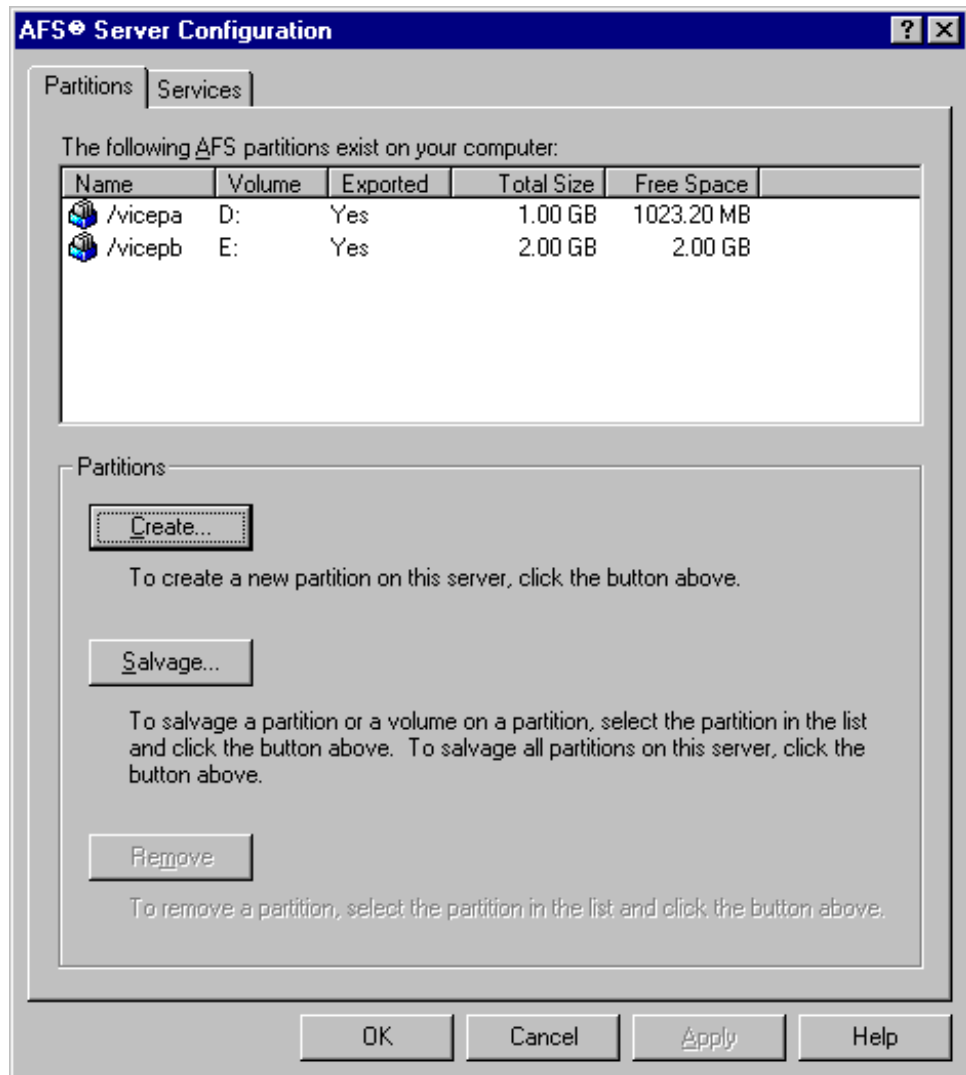 AFS® Server Configuration
Partitions Services
The following AFS partitions exist on your computer:
Name Volume Exported Total Size Free Space
/vicepa D: Yes 1.00 GB 1023.20 MB
/vicepb E: Yes 2.00 GB 2.00 GB
Partitions
Create...
To create a new partition on this server, click the button above.
Salvage...
To salvage a partition or a volume on a partition, select the partition in the list
and click the button above. To salvage all partitions on this server, click the
button above.
Remove
To remove a partition, select the partition in the list and click the button above.
OK Cancel Apply Help